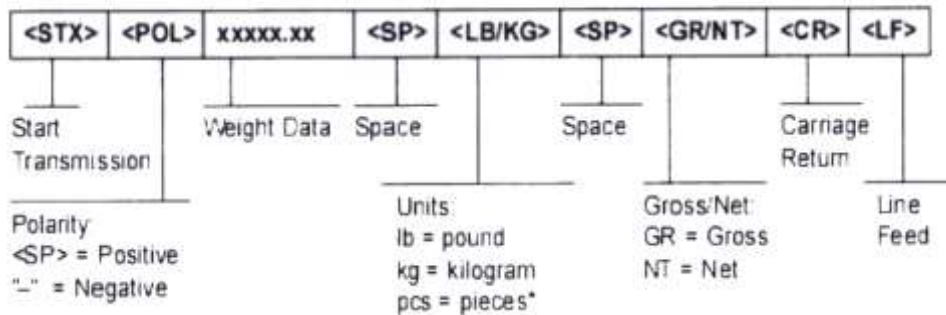 <STX> <POL> xxxxx.xx <SP> <LB/KG> <SP> <GR/NT> <CR> <LF>
Start
Transmission
Weight Data
Space
Space
Carriage
Return
Polarity:
<SP> = Positive
"–" = Negative
Units:
lb = pound
kg = kilogram
pcs = pieces*
Gross/Net:
GR = Gross
NT = Net
Line
Feed